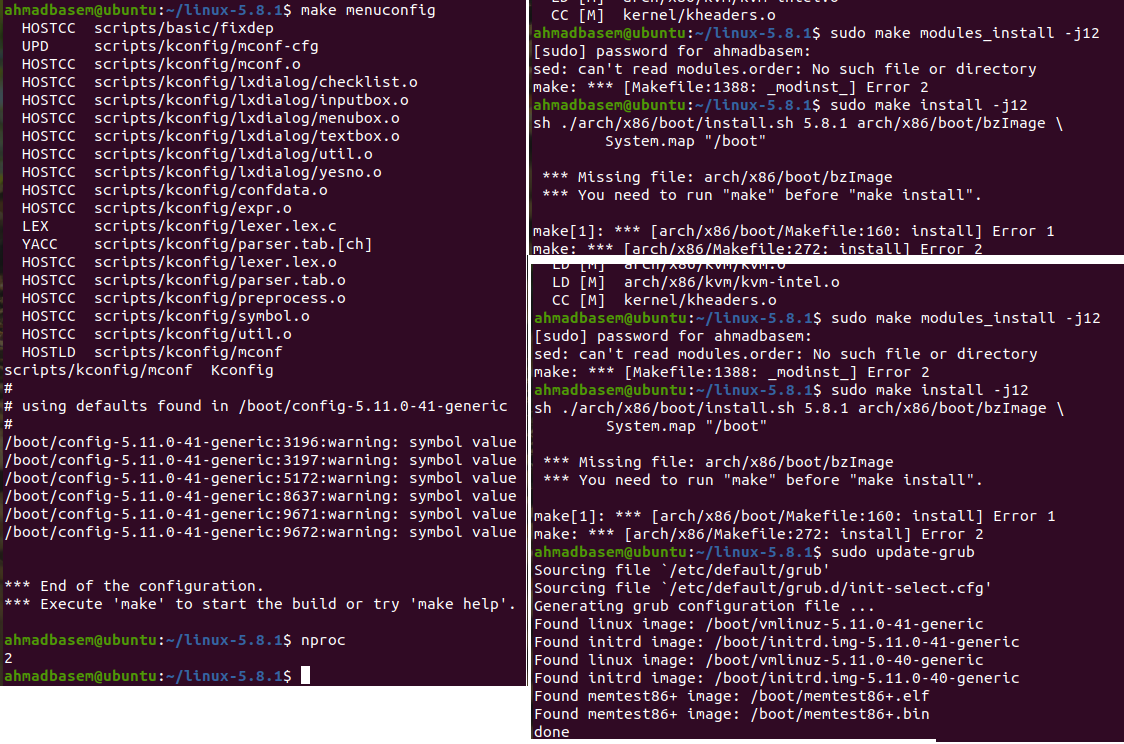 ahmadbasem@ubuntu:~/linux-5.8.1$ make menuconfig
  HOSTCC  scripts/basic/fixdep
  UPD     scripts/kconfig/mconf-cfg
  HOSTCC  scripts/kconfig/mconf.o
  HOSTCC  scripts/kconfig/lxdialog/checklist.o
  HOSTCC  scripts/kconfig/lxdialog/inputbox.o
  HOSTCC  scripts/kconfig/lxdialog/menubox.o
  HOSTCC  scripts/kconfig/lxdialog/textbox.o
  HOSTCC  scripts/kconfig/lxdialog/util.o
  HOSTCC  scripts/kconfig/lxdialog/yesno.o
  HOSTCC  scripts/kconfig/confdata.o
  HOSTCC  scripts/kconfig/expr.o
  LEX     scripts/kconfig/lexer.lex.c
  YACC    scripts/kconfig/parser.tab.[ch]
  HOSTCC  scripts/kconfig/lexer.lex.o
  HOSTCC  scripts/kconfig/parser.tab.o
  HOSTCC  scripts/kconfig/preprocess.o
  HOSTCC  scripts/kconfig/symbol.o
  HOSTCC  scripts/kconfig/util.o
  HOSTLD  scripts/kconfig/mconf
scripts/kconfig/mconf  Kconfig
#
# using defaults found in /boot/config-5.11.0-41-generic
#
/boot/config-5.11.0-41-generic:3196:warning: symbol value
/boot/config-5.11.0-41-generic:3197:warning: symbol value
/boot/config-5.11.0-41-generic:5172:warning: symbol value
/boot/config-5.11.0-41-generic:8637:warning: symbol value
/boot/config-5.11.0-41-generic:9671:warning: symbol value
/boot/config-5.11.0-41-generic:9672:warning: symbol value
*** End of the configuration.
*** Execute 'make' to start the build or try 'make help'.
ahmadbasem@ubuntu:~/linux-5.8.1$ nproc
2
ahmadbasem@ubuntu:~/linux-5.8.1$
  LD [M]  arch/x86/kvm/kvm-intel.o
  CC [M]  kernel/kheaders.o
ahmadbasem@ubuntu:~/linux-5.8.1$ sudo make modules_install -j12
[sudo] password for ahmadbasem:
sed: can't read modules.order: No such file or directory
make: *** [Makefile:1388: _modinst_] Error 2
ahmadbasem@ubuntu:~/linux-5.8.1$ sudo make install -j12
sh ./arch/x86/boot/install.sh 5.8.1 arch/x86/boot/bzImage \
        System.map "/boot"
 *** Missing file: arch/x86/boot/bzImage
 *** You need to run "make" before "make install".
make[1]: *** [arch/x86/boot/Makefile:160: install] Error 1
make: *** [arch/x86/Makefile:272: install] Error 2
  LD [M]  arch/x86/kvm/kvm.o
  LD [M]  arch/x86/kvm/kvm-intel.o
  CC [M]  kernel/kheaders.o
ahmadbasem@ubuntu:~/linux-5.8.1$ sudo make modules_install -j12
[sudo] password for ahmadbasem:
sed: can't read modules.order: No such file or directory
make: *** [Makefile:1388: _modinst_] Error 2
ahmadbasem@ubuntu:~/linux-5.8.1$ sudo make install -j12
sh ./arch/x86/boot/install.sh 5.8.1 arch/x86/boot/bzImage \
        System.map "/boot"
 *** Missing file: arch/x86/boot/bzImage
 *** You need to run "make" before "make install".
make[1]: *** [arch/x86/boot/Makefile:160: install] Error 1
make: *** [arch/x86/Makefile:272: install] Error 2
ahmadbasem@ubuntu:~/linux-5.8.1$ sudo update-grub
Sourcing file `/etc/default/grub'
Sourcing file `/etc/default/grub.d/init-select.cfg'
Generating grub configuration file ...
Found linux image: /boot/vmlinuz-5.11.0-41-generic
Found initrd image: /boot/initrd.img-5.11.0-41-generic
Found linux image: /boot/vmlinuz-5.11.0-40-generic
Found initrd image: /boot/initrd.img-5.11.0-40-generic
Found memtest86+ image: /boot/memtest86+.elf
Found memtest86+ image: /boot/memtest86+.bin
done